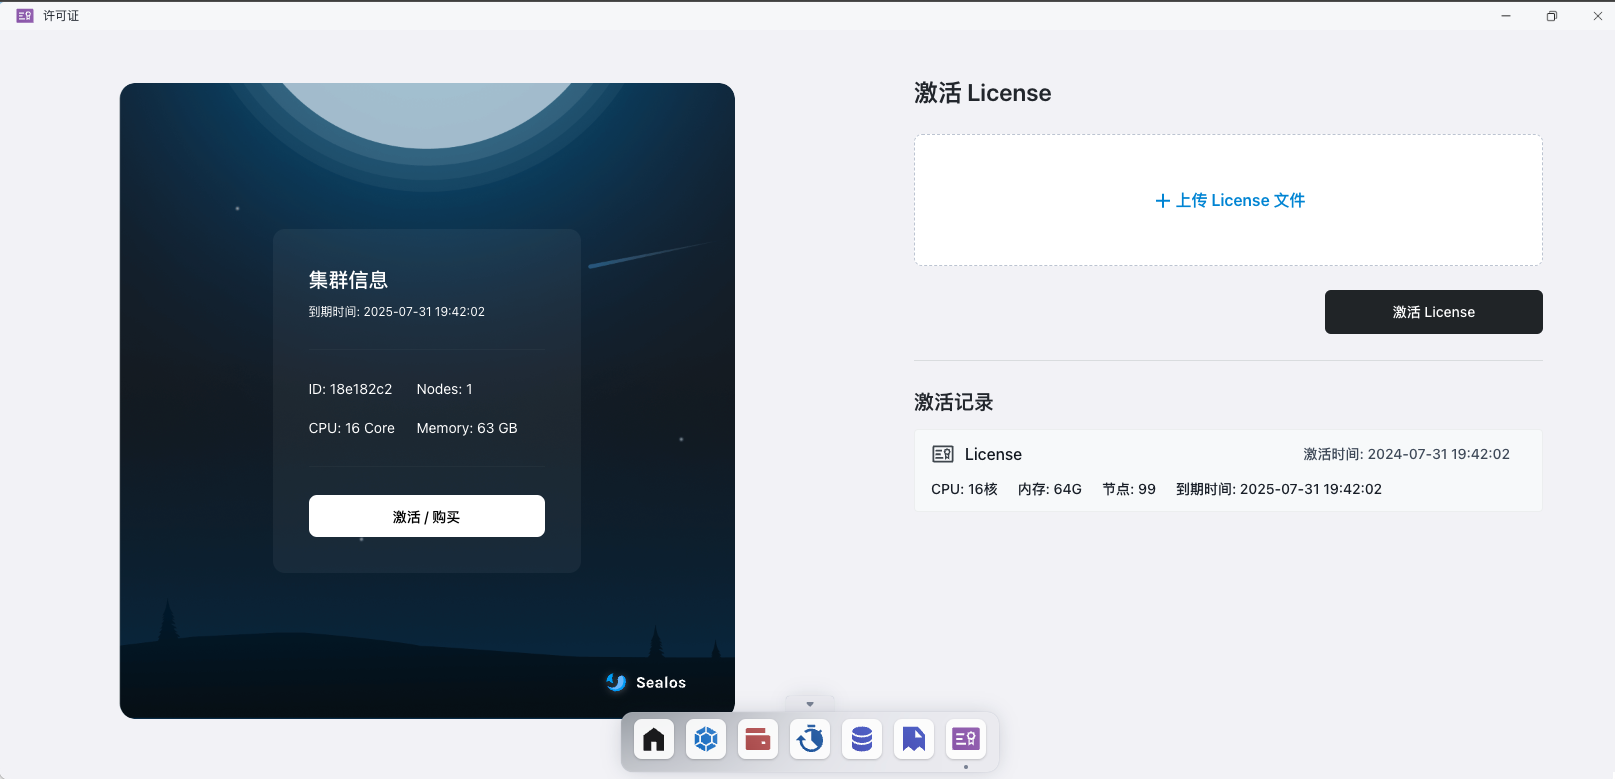 许可证
集群信息
到期时间: 2025-07-31 19:42:02
ID: 18e182c2 Nodes: 1
CPU: 16 Core Memory: 63 GB
激活 / 购买
Sealos
激活 License
上传 License 文件
激活 License
激活记录
License 激活时间: 2024-07-31 19:42:02
CPU: 16核 内存: 64G 节点: 99 到期时间: 2025-07-31 19:42:02